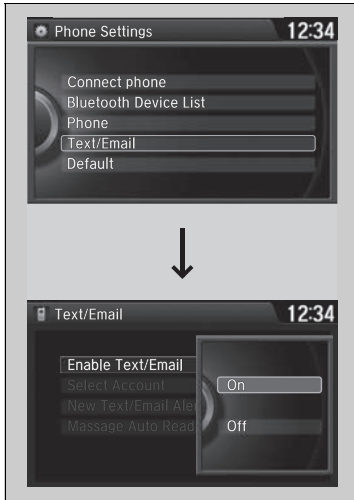 Phone Settings 12:34
Connect phone
Bluetooth Device List
Phone
Text/Email
Default
Text/Email 12:34
Enable Text/Email
Select Account
New Text/Email Ale
Massage Auto Read
On
Off